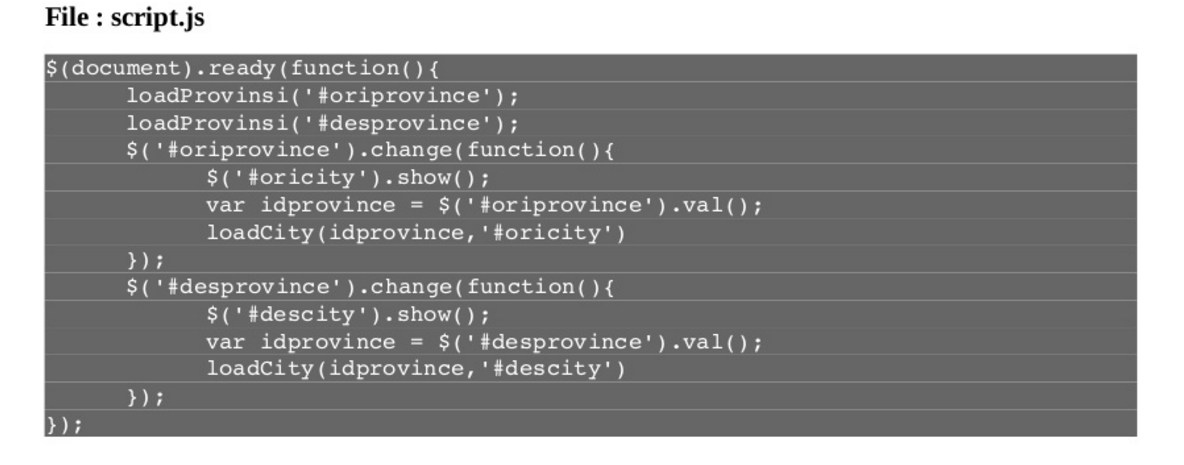 File : script.js
$(document).ready(function(){
	loadProvinsi('#oriprovince');
	loadProvinsi('#desprovince');
	$('#oriprovince').change(function(){
		$('#oricity').show();
		var idprovince = $('#oriprovince').val();
		loadCity(idprovince,'#oricity')
	});
	$('#desprovince').change(function(){
		$('#descity').show();
		var idprovince = $('#desprovince').val();
		loadCity(idprovince,'#descity')
	});
});